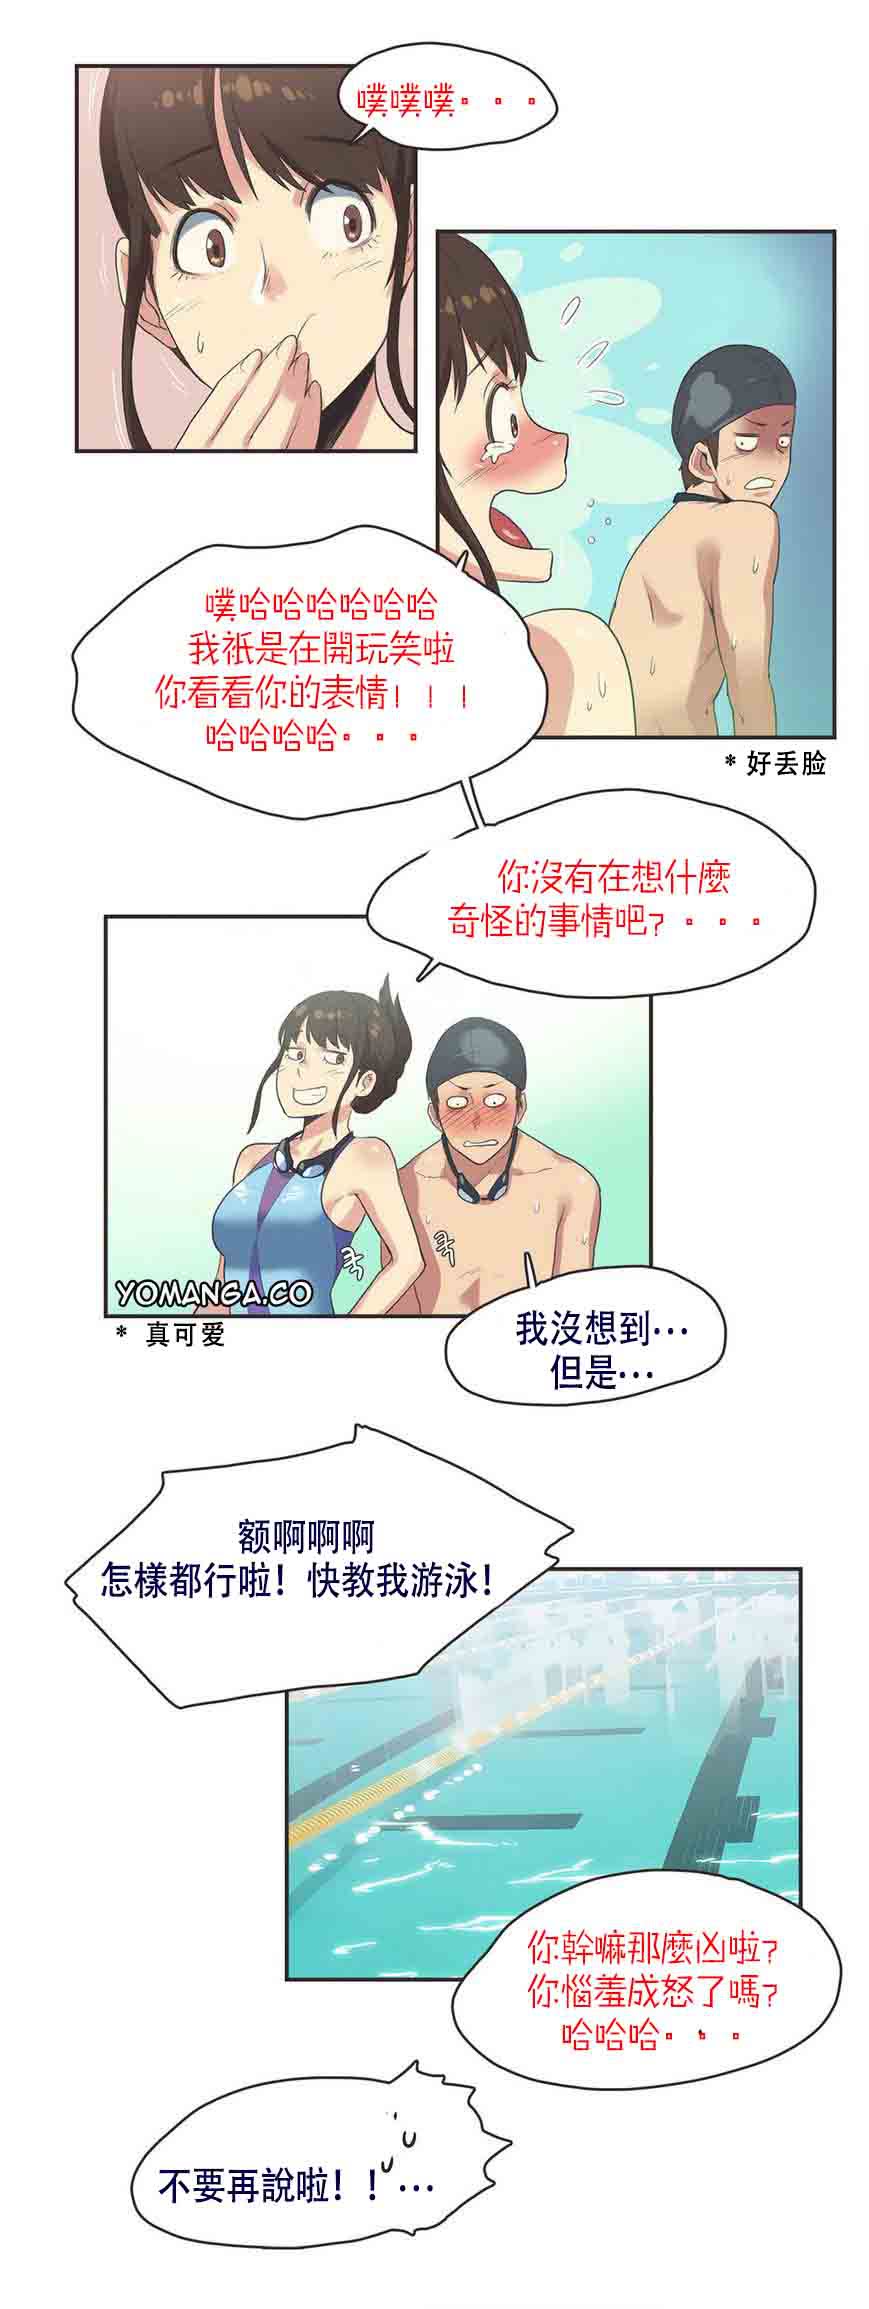 噗噗噗···
噗哈哈哈哈哈哈
我祇是在開玩笑啦
你看看你的表情！！！
哈哈哈哈···
*好丢脸
你沒有在想什麼
奇怪的事情吧?···
YOMANGA.CO
* 真可爱
我沒想到...
但是...
额啊啊啊
怎樣都行啦！快教我游泳！
你幹嘛那麼凶啦?
你惱羞成怒了嗎?
哈哈哈···
不要再說啦！！...